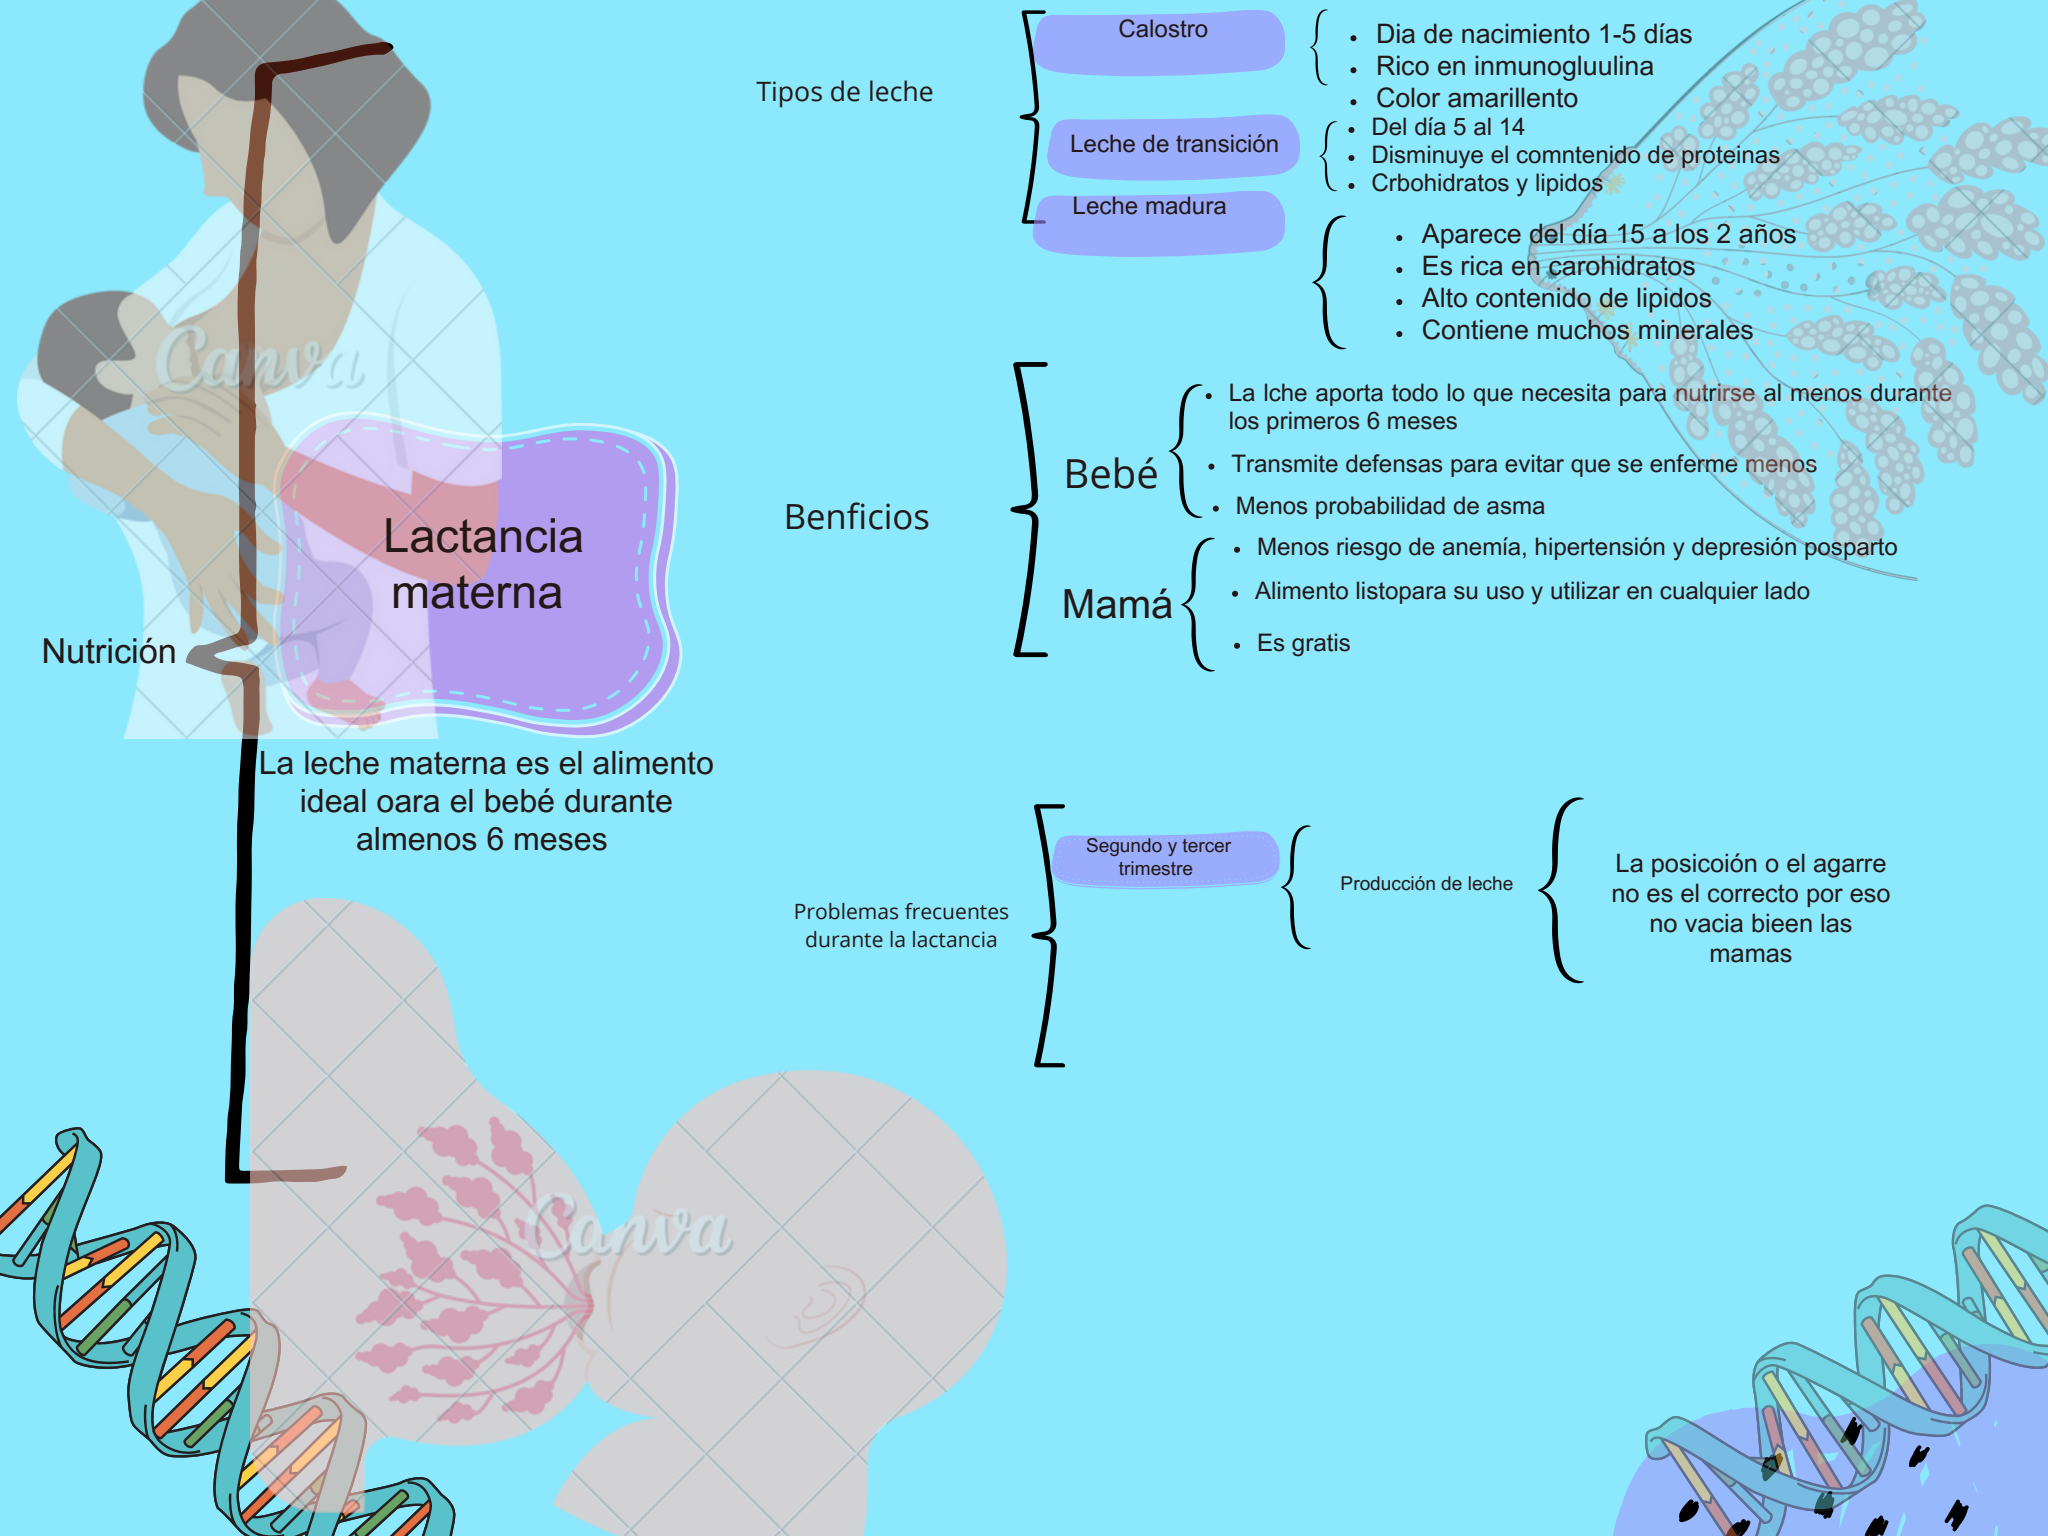 Tipos de leche
Calostro
Dia de nacimiento 1-5 días
Rico en inmunogluulina
Color amarillento
Leche de transición
Del día 5 al 14
Disminuye el comntenido de proteinas
Crbohidratos y lipidos
Leche madura
Aparece del día 15 a los 2 años
Es rica en carohidratos
Alto contenido de lipidos
Contiene muchos minerales
Canva
Nutrición
Lactancia
materna
La leche materna es el alimento
ideal oara el bebé durante
almenos 6 meses
Benficios
Bebé
La lche aporta todo lo que necesita para nutrirse al menos durante
los primeros 6 meses
Transmite defensas para evitar que se enferme menos
Menos probabilidad de asma
Mamá
Menos riesgo de anemía, hipertensión y depresión posparto
Alimento listopara su uso y utilizar en cualquier lado
Es gratis
Problemas frecuentes
durante la lactancia
Segundo y tercer
trimestre
Producción de leche
La posicoión o el agarre
no es el correcto por eso
no vacia bieen las
mamas
Canva